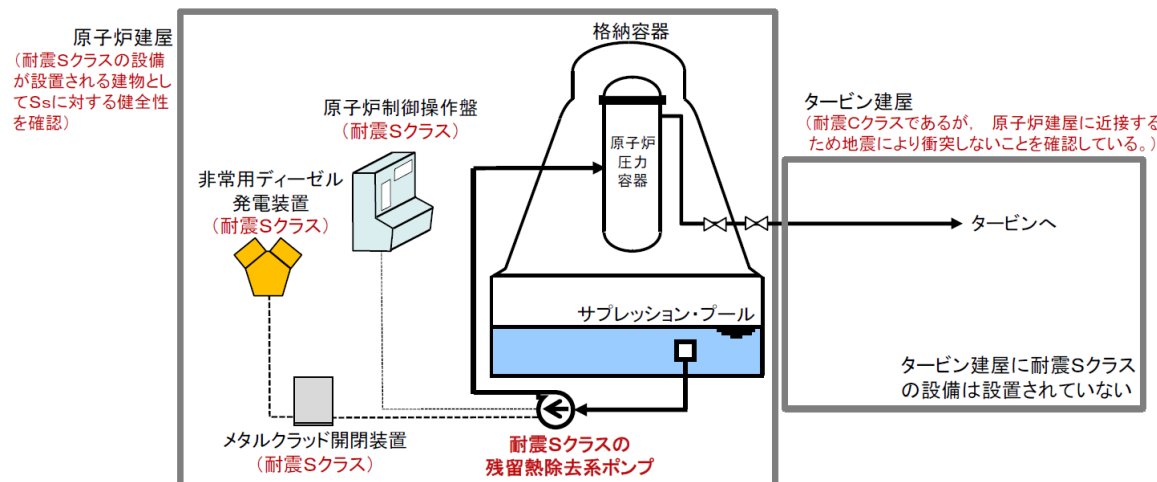 原子炉建屋
（耐震Sクラスの設備
が設置される建物とし
てSsに対する健全性
を確認）
格納容器
原子炉制御操作盤
（耐震Sクラス）
原子炉
圧力
容器
非常用ディーゼル
発電装置
（耐震Sクラス）
タービン建屋
（耐震Cクラスであるが，　原子炉建屋に近接する
ため地震により衝突しないことを確認している。）
タービンへ
サプレッション・プール
タービン建屋に耐震Sクラス
の設備は設置されていない
メタルクラッド開閉装置
（耐震Sクラス）
耐震Sクラスの
残留熱除去系ポンプ